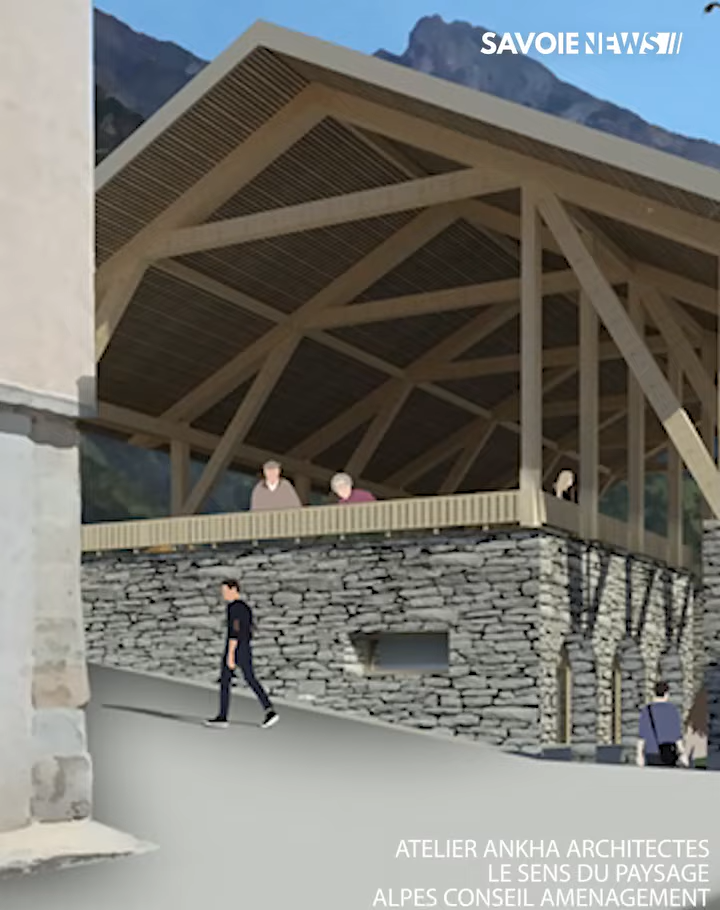 SAVOIE NEWS
ATELIER ANKHA ARCHITECTES
LE SENS DU PAYSAGE
ALPES CONSEIL AMENAGEMENT